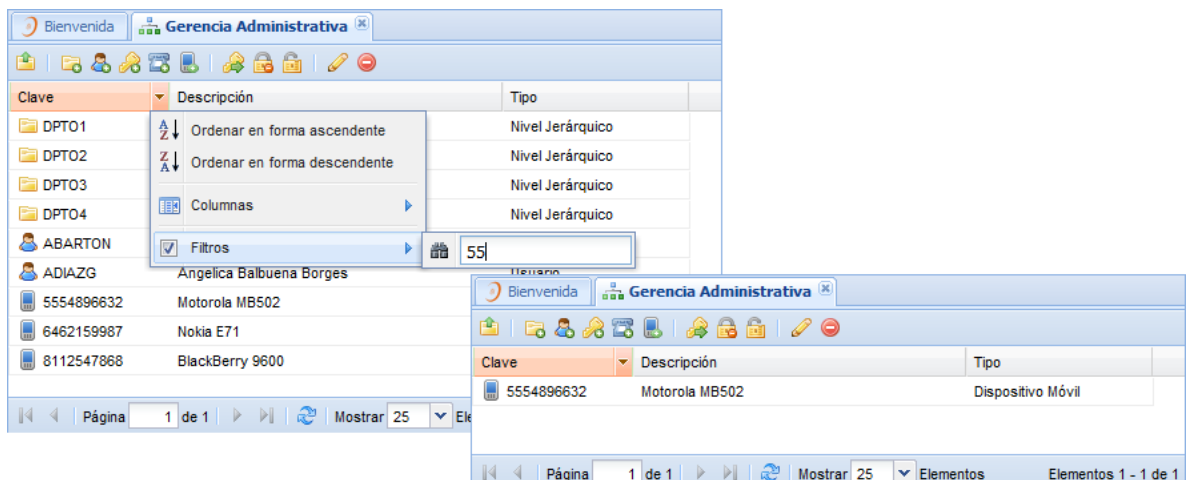 Bienvenida Gerencia Administrativa
Clave Descripción Tipo
DPTO1 Nivel Jerárquico
A Z Ordenar en forma ascendente
DPTO2 Nivel Jerárquico
Z A Ordenar en forma descendente
DPTO3 Nivel Jerárquico
Columnas
DPTO4 Nivel Jerárquico
ABARTON
Filtros 55
ADIAZG Angelica Balbuena Borges Usuario
5554896632 Motorola MB502
6462159987 Nokia E71
8112547868 BlackBerry 9600
Página 1 de 1 Mostrar 25
Bienvenida Gerencia Administrativa
Clave Descripción Tipo
5554896632 Motorola MB502 Dispositivo Móvil
Página 1 de 1 Mostrar 25 Elementos Elementos 1 - 1 de 1